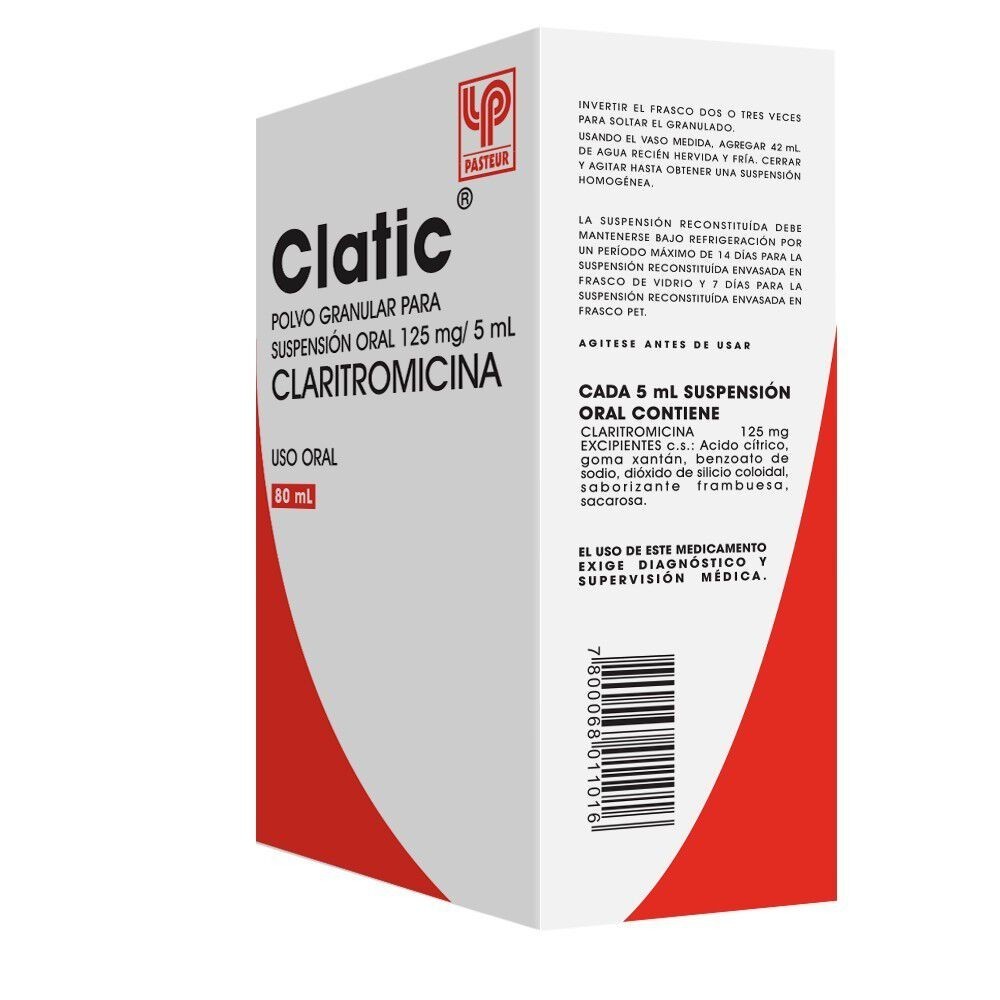 LP
PASTEUR
Clatic®
POLVO GRANULAR PARA
SUSPENSIÓN ORAL 125 mg/ 5 mL
CLARITROMICINA
USO ORAL
80 mL
INVERTIR EL FRASCO DOS O TRES VECES
PARA SOLTAR EL GRANULADO.
USANDO EL VASO MEDIDA, AGREGAR 42 mL
DE AGUA RECIÉN HERVIDA Y FRÍA. CERRAR
Y AGITAR HASTA OBTENER UNA SUSPENSIÓN
HOMOGÉNEA.
LA SUSPENSIÓN RECONSTITUÍDA DEBE
MANTENERSE BAJO REFRIGERACIÓN POR
UN PERÍODO MÁXIMO DE 14 DÍAS PARA LA
SUSPENSIÓN RECONSTITUÍDA ENVASADA EN
FRASCO DE VIDRIO Y 7 DÍAS PARA LA
SUSPENSIÓN RECONSTITUÍDA ENVASADA EN
FRASCO PET.
AGITESE ANTES DE USAR
CADA 5 mL SUSPENSIÓN
ORAL CONTIENE
CLARITROMICINA 125 mg
EXCIPIENTES c.s.: Acido cítrico,
goma xantán, benzoato de
sodio, dióxido de silicio coloidal,
saborizante frambuesa,
sacarosa.
EL USO DE ESTE MEDICAMENTO
EXIGE DIAGNÓSTICO Y
SUPERVISIÓN MÉDICA.
7800068011016